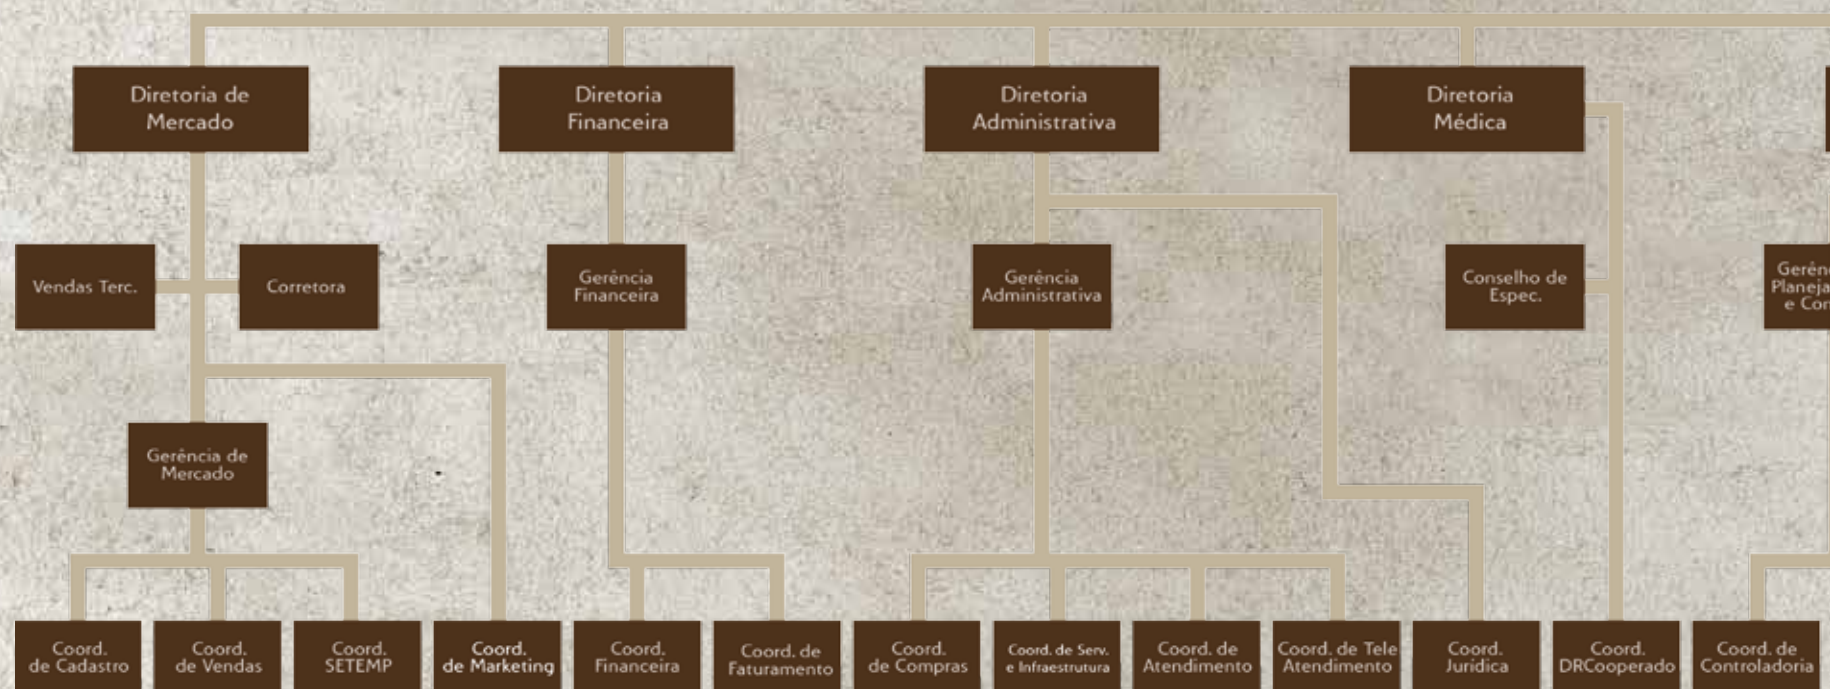 Diretoria de
Mercado
Diretoria
Financeira
Diretoria
Administrativa
Diretoria
Médica
Vendas Terc.
Corretora
Gerência
Financeira
Gerência
Administrativa
Conselho de
Espec.
e
Gerência de
Mercado
Coord.
de Cadastro
Coord.
de Vendas
Coord.
SETEMP
Coord.
de Marketing
Coord.
Financeira
Coord. de
Faturamento
Coord.
de Compras
Coord. de Serv.
e Infraestrutura
Coord. de
Atendimento
Coord. de Tele
Atendimento
Coord.
Jurídica
Coord.
DRCooperado
Coord. de
Controladoria